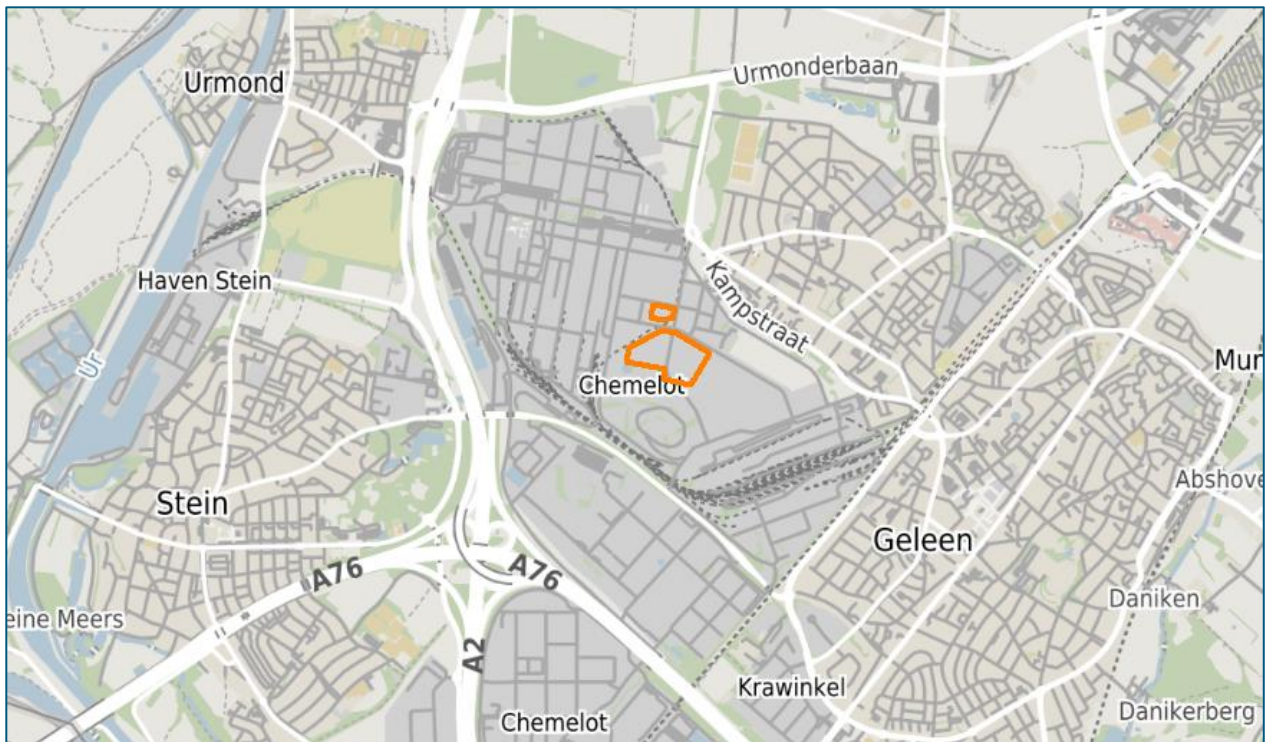 Urmond
Urmonderbaan
Haven Stein
Kampstraat
Ur
Chemelot
Mun
Stein
Abshove
Geleen
A76
A76
Daniken
eine Meers
A2
Krawinkel
Chemelot
Danikerberg